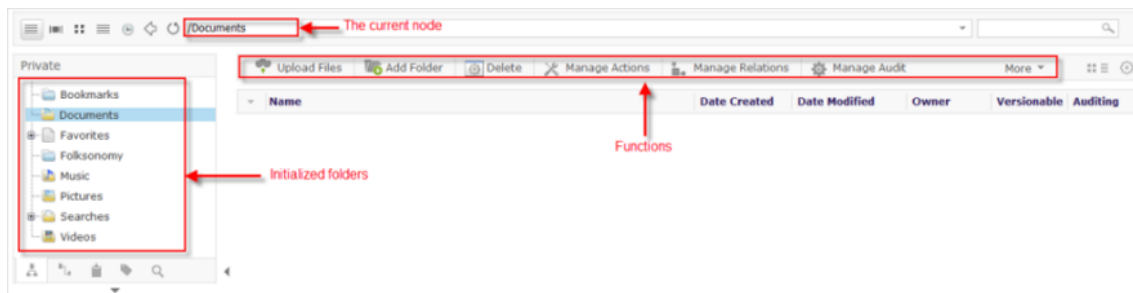 /Documents The current node
Private Upload Files Add Folder Delete Manage Actions Manage Relations Manage Audit More
Bookmarks Name Date Created Date Modified Owner Versionable Auditing
Documents
Favorites Functions
Folksonomy
Music Initialized folders
Pictures
Searches
Videos